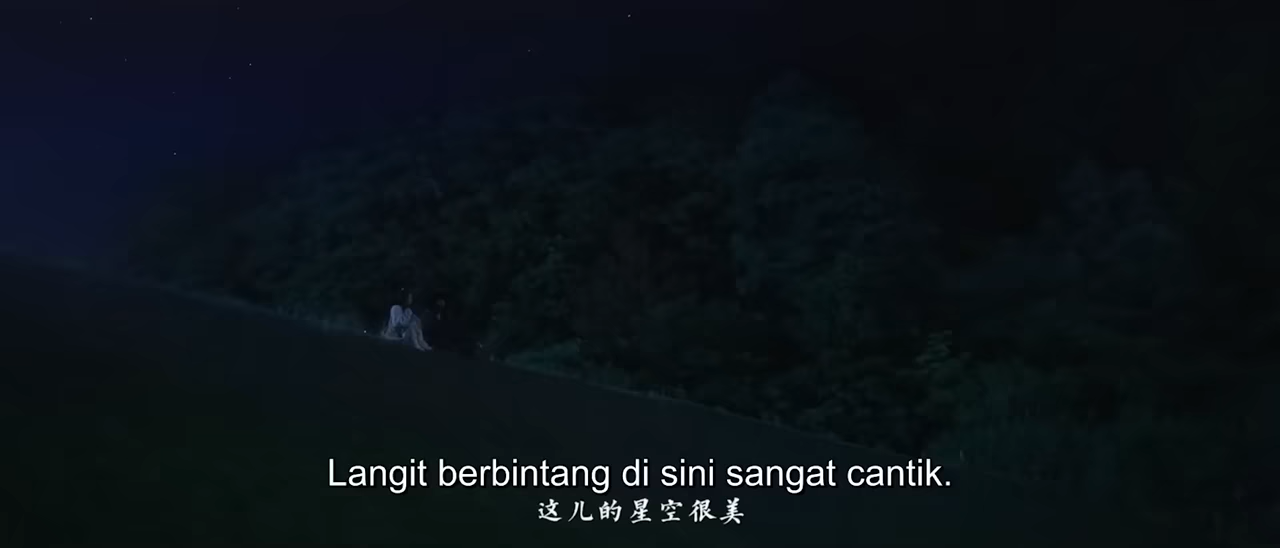 Langit berbintang di sini sangat cantik.
这儿的星空很美